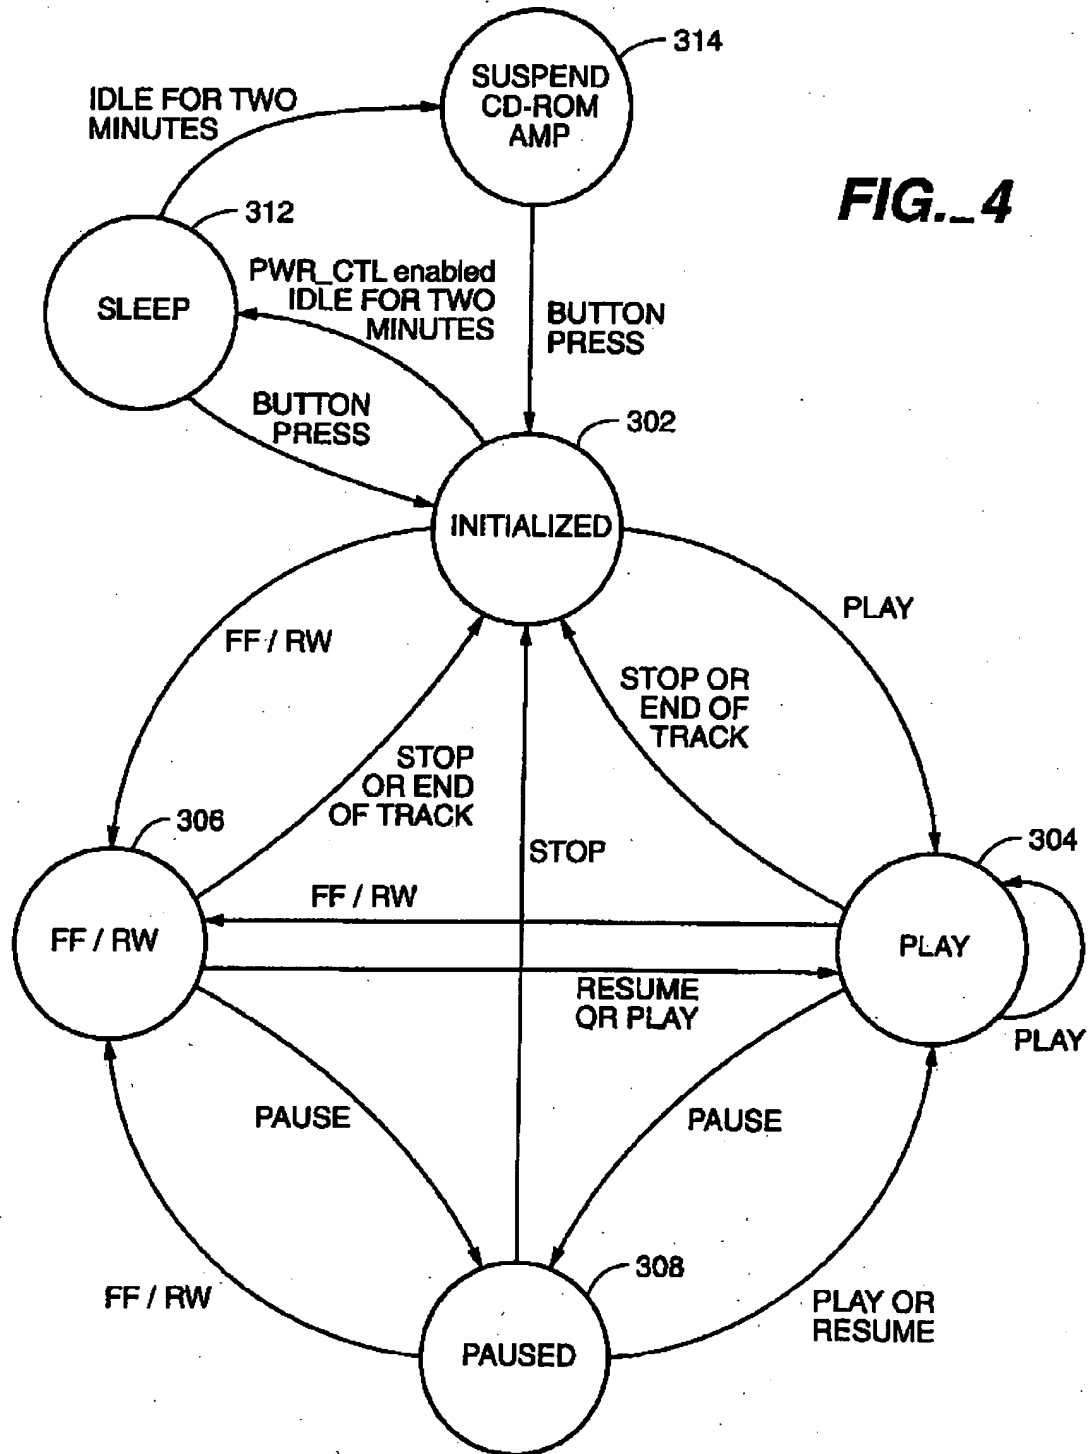 314
SUSPEND
CD-ROM
AMP
IDLE FOR TWO
MINUTES
FIG._4
312
SLEEP
PWR_CTL enabled
IDLE FOR TWO
MINUTES
BUTTON
PRESS
BUTTON
PRESS
302
INITIALIZED
PLAY
FF / RW
STOP OR
END OF
TRACK
STOP
OR END
OF TRACK
306
STOP
304
FF / RW
FF / RW
PLAY
RESUME
OR PLAY
PLAY
PAUSE
PAUSE
308
FF / RW
PLAY OR
RESUME
PAUSED